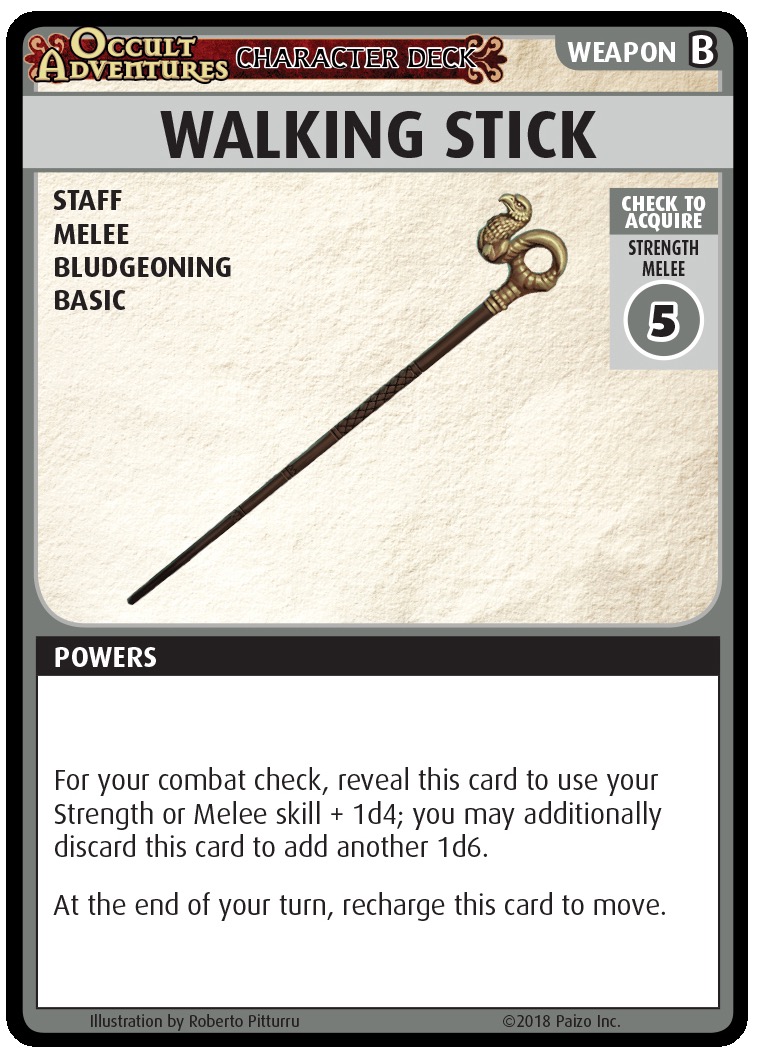 OCCULT
ADVENTURES CHARACTER DECK
WEAPON B
WALKING STICK
STAFF
MELEE
BLUDGEONING
BASIC
CHECK TO
ACQUIRE
STRENGTH
MELEE
5
POWERS
For your combat check, reveal this card to use your
Strength or Melee skill + 1d4; you may additionally
discard this card to add another 1d6.
At the end of your turn, recharge this card to move.
Illustration by Roberto Pitturru ©2018 Paizo Inc.